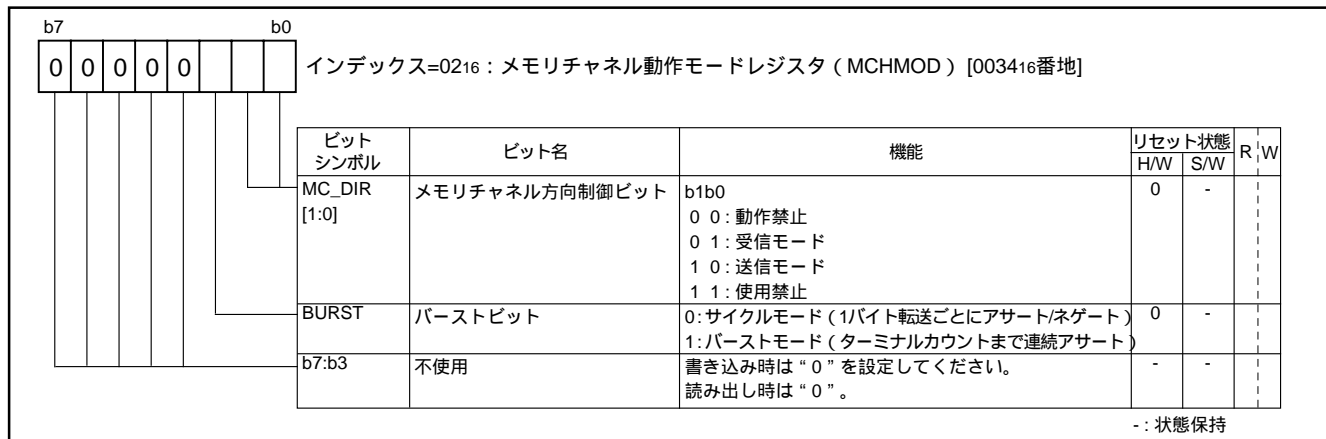 b7 b0
0 0 0 0 0
インデックス=0216：メモリチャネル動作モードレジスタ（MCHMOD）[003416番地]
ビット
シンボル
ビット名
機能
リセット状態
H/W S/W
R W
MC_DIR
[1:0]
メモリチャネル方向制御ビット
b1b0
0 0：動作禁止
0 1：受信モード
1 0：送信モード
1 1：使用禁止
0 -
BURST
バーストビット
0：サイクルモード（1バイト転送ごとにアサート/ネゲート）
1：バーストモード（ターミナルカウントまで連続アサート）
0 -
b7:b3
不使用
書き込み時は“0”を設定してください。
読み出し時は“0”。
- -
-：状態保持